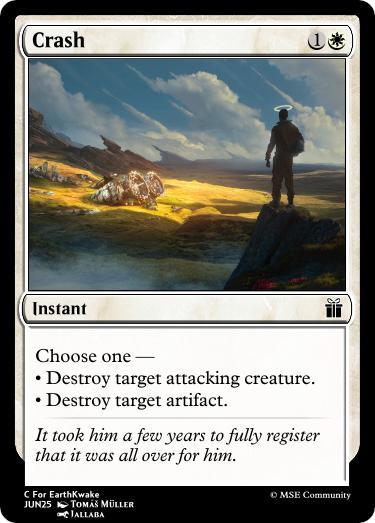 Crash 1
Instant
Choose one —
• Destroy target attacking creature.
• Destroy target artifact.
It took him a few years to fully register
that it was all over for him.
C For EarthKwake
JUN25 Tomáš Müller © MSE Community
Jallaba